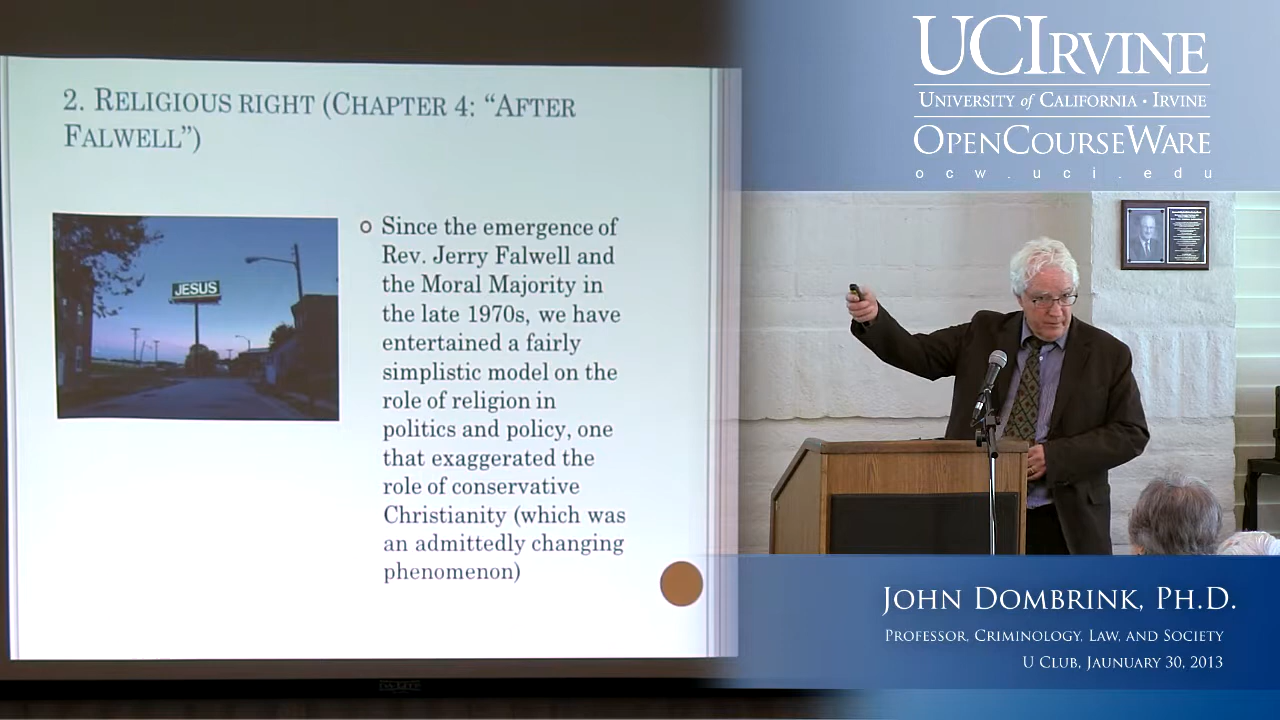 2. RELIGIOUS RIGHT (CHAPTER 4: “AFTER
FALWELL”)
JESUS
Since the emergence of
Rev. Jerry Falwell and
the Moral Majority in
the late 1970s, we have
entertained a fairly
simplistic model on the
role of religion in
politics and policy, one
that exaggerated the
role of conservative
Christianity (which was
an admittedly changing
phenomenon)
UCIRVINE
UNIVERSITY of CALIFORNIA · IRVINE
OPENCOURSEWARE
ocw.uci.edu
JOHN DOMBRINK, PH.D.
PROFESSOR, CRIMINOLOGY, LAW, AND SOCIETY
U CLUB, JAUNUARY 30, 2013